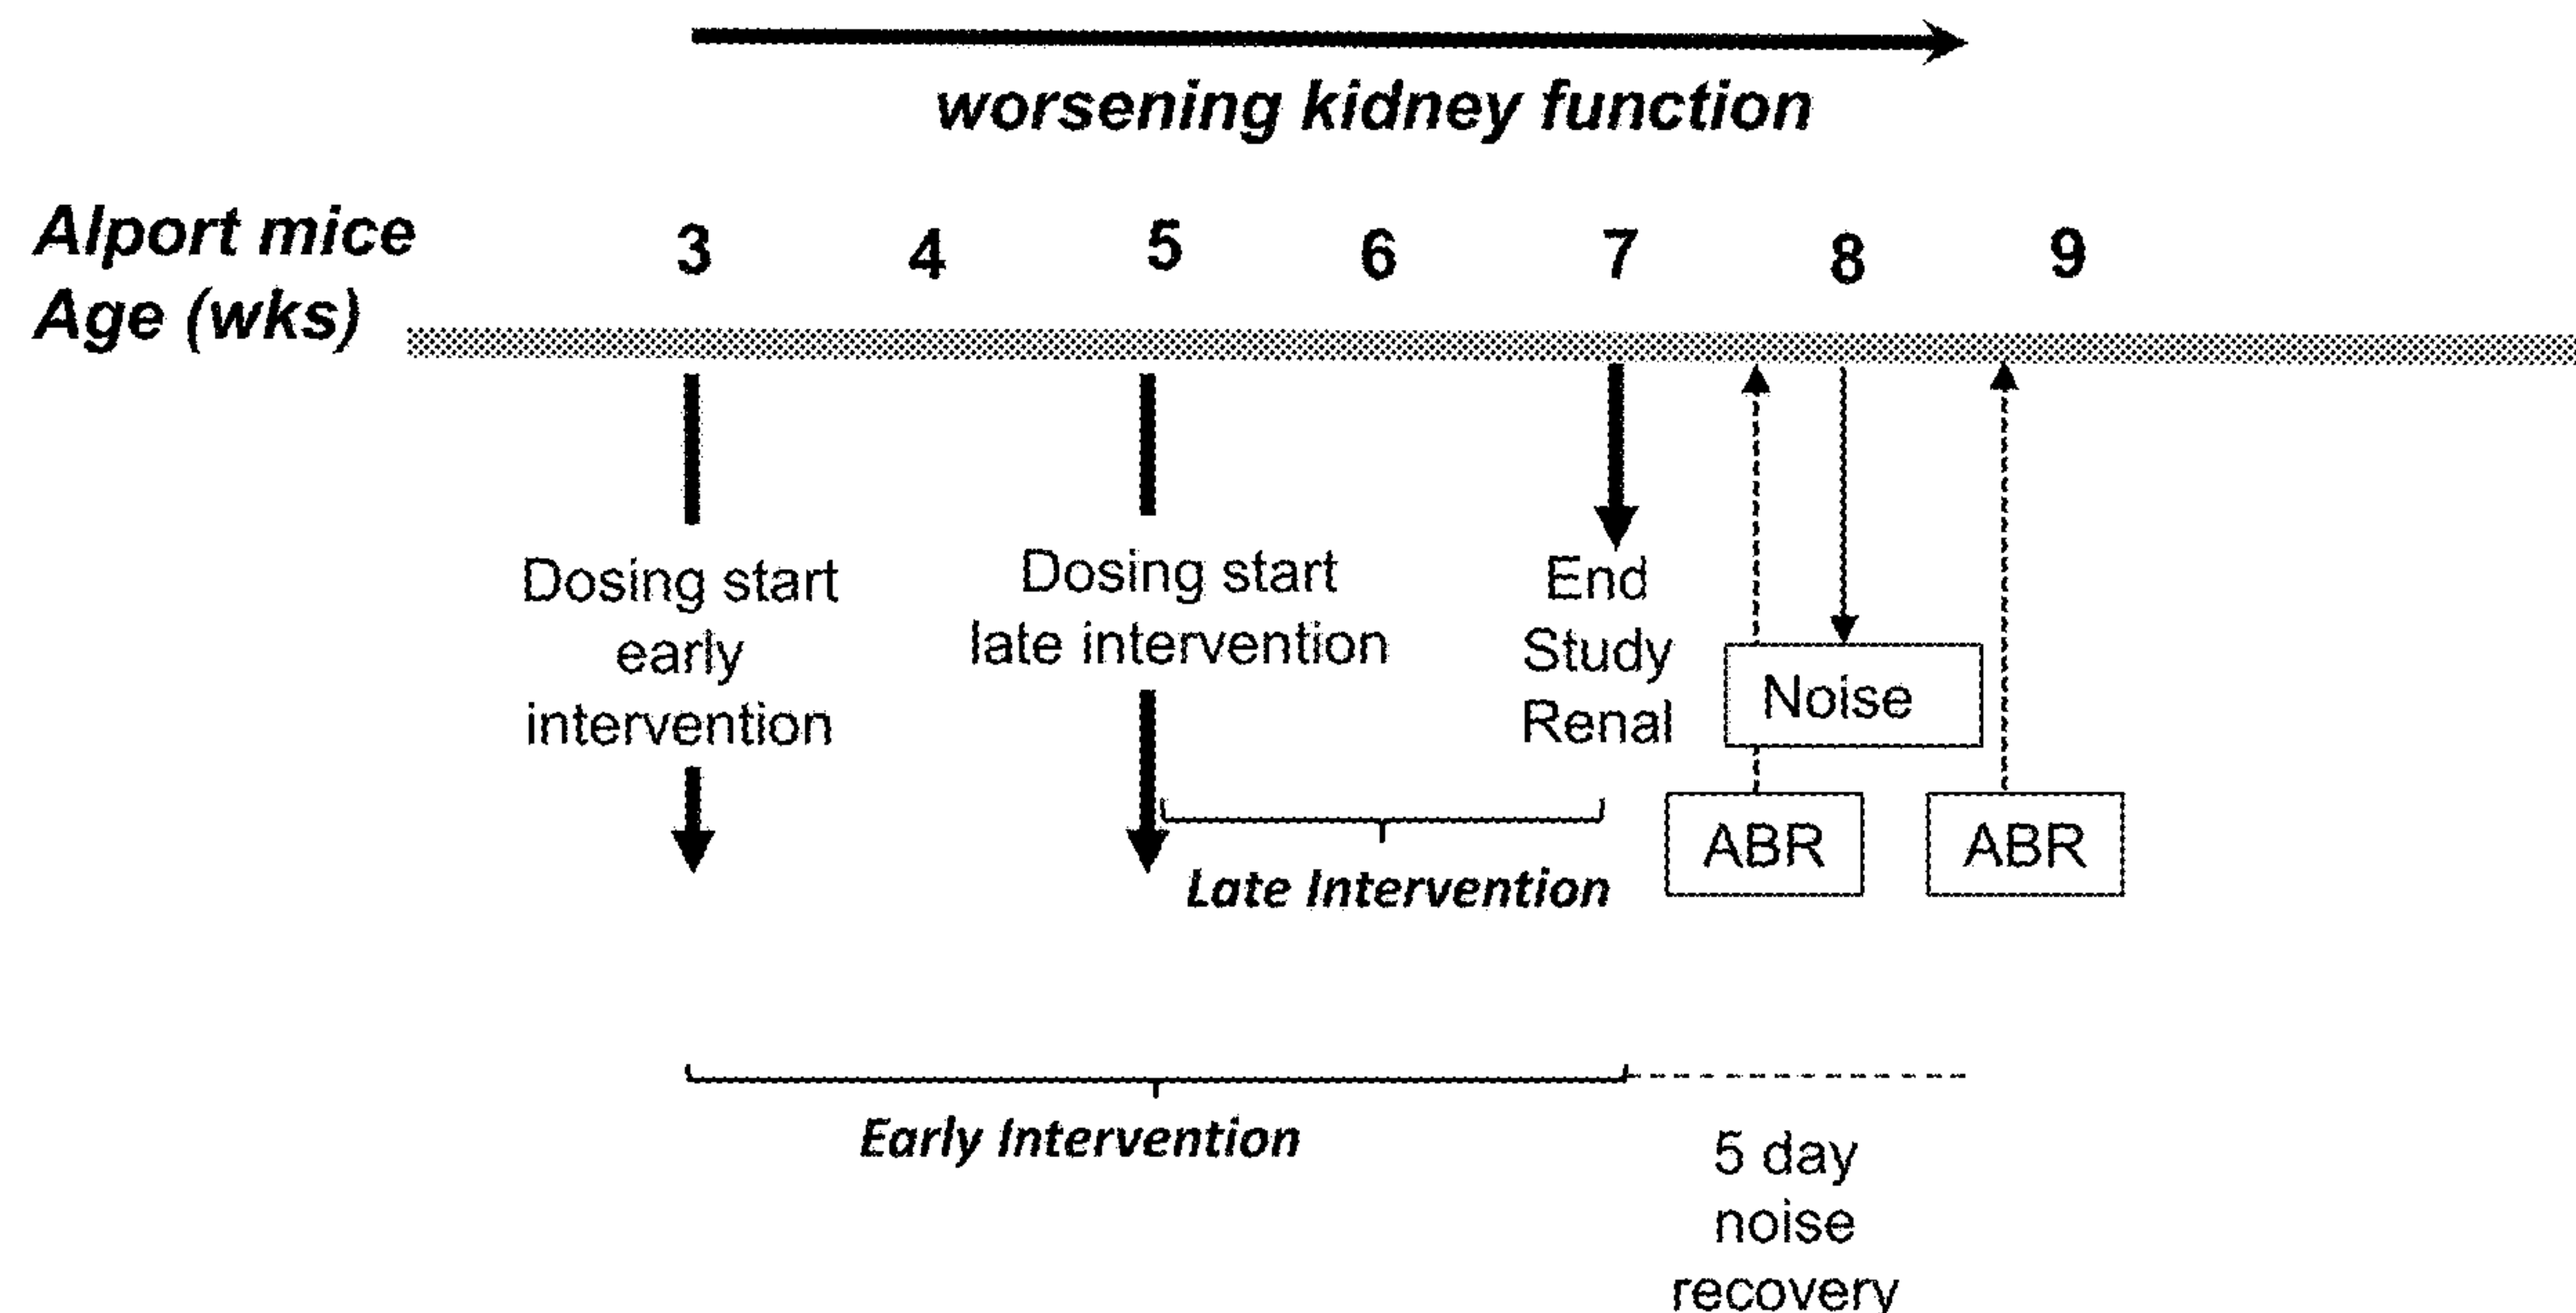 worsening kidney function
Alport mice
Age (wks)
3 4 5 6 7 8 9
Dosing start
early
intervention
Dosing start
late intervention
End
Study
Renal
Noise
ABR
ABR
Late Intervention
Early Intervention
5 day
noise
recovery